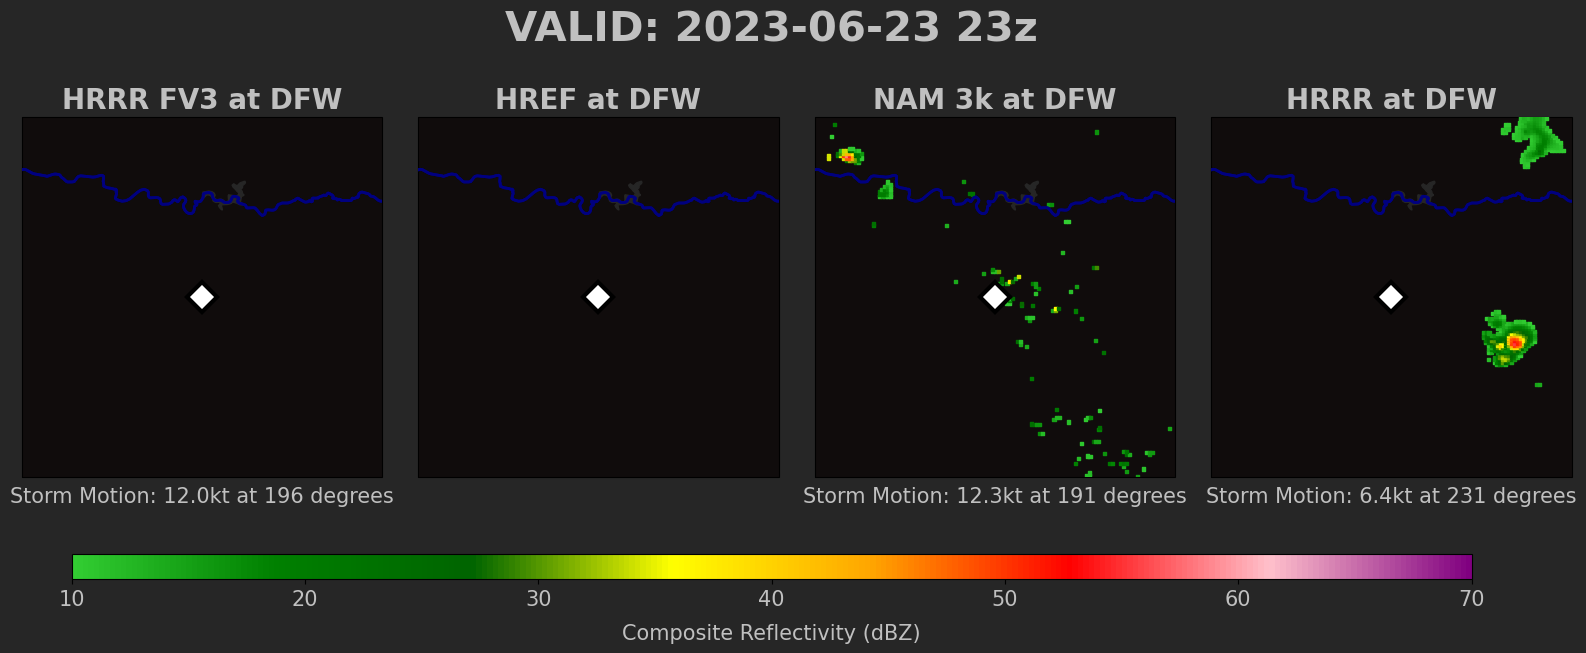 VALID: 2023-06-23 23z
HRRR FV3 at DFW
HREF at DFW
NAM 3k at DFW
HRRR at DFW
Storm Motion: 12.0kt at 196 degrees
Storm Motion: 12.3kt at 191 degrees
Storm Motion: 6.4kt at 231 degrees
10 20 30 40 50 60 70
Composite Reflectivity (dBZ)